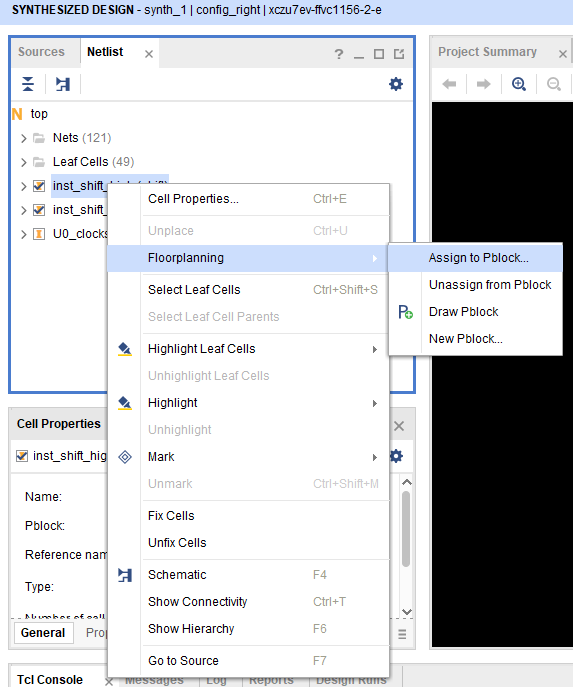 SYNTHESIZED DESIGN - synth_1 | config_right | xczu7ev-ffvc1156-2-e
Sources Netlist
Project Summary
top
Nets (121)
Leaf Cells (49)
inst_shift_high (shift)
inst_shift_
U0_clocks
Cell Properties... Ctrl+E
Unplace Ctrl+U
Floorplanning
Assign to Pblock...
Unassign from Pblock
Draw Pblock
New Pblock...
Select Leaf Cells Ctrl+Shift+S
Select Leaf Cell Parents
Highlight Leaf Cells
Unhighlight Leaf Cells
Highlight
Unhighlight
Mark
Unmark Ctrl+Shift+M
Fix Cells
Unfix Cells
Schematic F4
Show Connectivity Ctrl+T
Show Hierarchy F6
Go to Source F7
Cell Properties
inst_shift_hig
Name:
Pblock:
Reference nam
Type:
General Prop
Tcl Console Messages Log Reports Design Runs